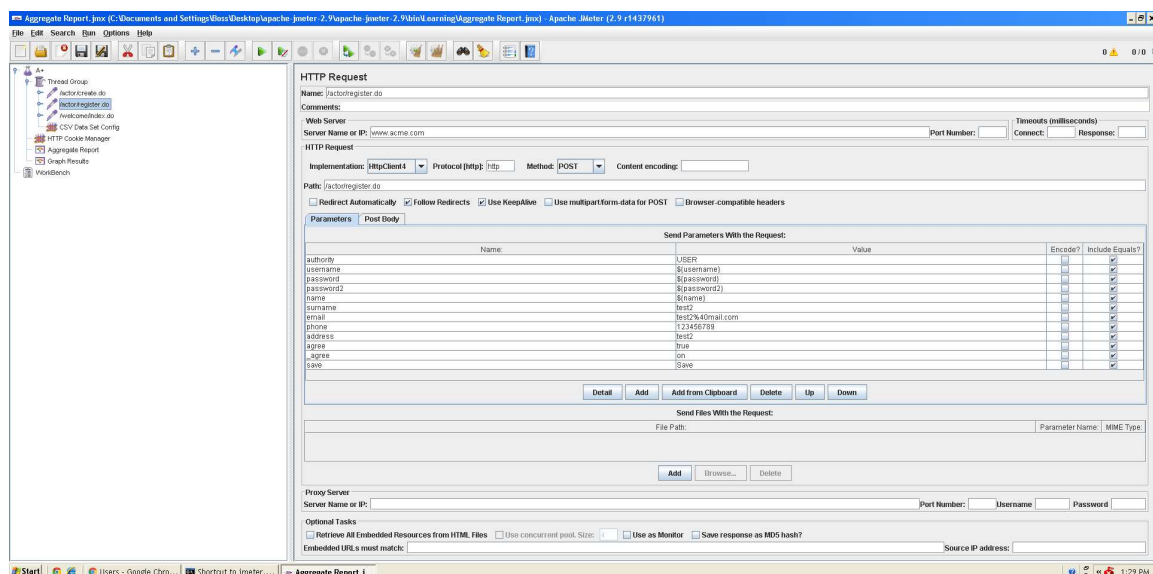 Aggregate Report.jmx (C:\Documents and Settings\Boss\Desktop\apache-jmeter-2.9\apache-jmeter-2.9\bin\Learning\Aggregate Report.jmx) - Apache JMeter (2.9 r1437961)
File Edit Search Run Options Help
0 0 / 0
A+
Thread Group
/actor/create.do
/actor/register.do
/welcome/index.do
CSV Data Set Config
HTTP Cookie Manager
Aggregate Report
Graph Results
WorkBench
HTTP Request
Name: /actor/register.do
Comments:
Web Server Timeouts (milliseconds)
Server Name or IP: www.acme.com Port Number: Connect: Response:
HTTP Request
Implementation: HttpClient4 Protocol [http]: http Method: POST Content encoding:
Path: /actor/register.do
Redirect Automatically Follow Redirects Use KeepAlive Use multipart/form-data for POST Browser-compatible headers
Parameters Post Body
Send Parameters With the Request:
Name: Value Encode? Include Equals?
authority USER
username ${username}
password ${password}
password2 ${password2}
name ${name}
surname test2
email test2%40mail.com
phone 123456789
address test2
agree true
_agree on
save Save
Detail Add Add from Clipboard Delete Up Down
Send Files With the Request:
File Path: Parameter Name: MIME Type:
Add Browse... Delete
Proxy Server
Server Name or IP: Port Number: Username Password
Optional Tasks
Retrieve All Embedded Resources from HTML Files Use concurrent pool. Size: 4 Use as Monitor Save response as MD5 hash?
Embedded URLs must match: Source IP address:
Start Users - Google Chro... Shortcut to jmeter.... Aggregate Report.j... 1:29 PM